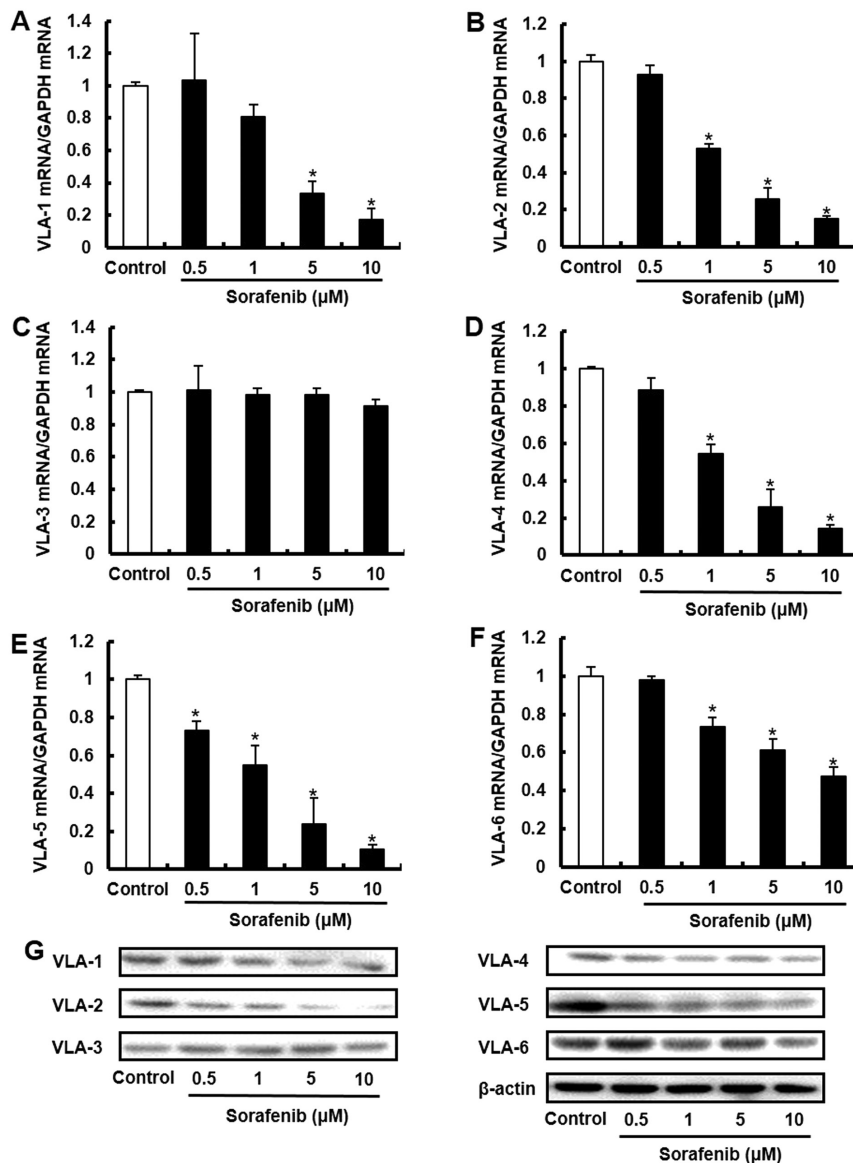 A
VLA-1 mRNA/GAPDH mRNA
1.4
1.2
1
0.8
0.6
0.4
0.2
0
*
*
Control
0.5
1
5
10
Sorafenib (µM)
B
VLA-2 mRNA/GAPDH mRNA
1.2
1
0.8
0.6
0.4
0.2
0
*
*
*
Control
0.5
1
5
10
Sorafenib (µM)
C
VLA-3 mRNA/GAPDH mRNA
1.4
1.2
1
0.8
0.6
0.4
0.2
0
Control
0.5
1
5
10
Sorafenib (µM)
D
VLA-4 mRNA/GAPDH mRNA
1.2
1
0.8
0.6
0.4
0.2
0
*
*
*
Control
0.5
1
5
10
Sorafenib (µM)
E
VLA-5 mRNA/GAPDH mRNA
1.2
1
0.8
0.6
0.4
0.2
0
*
*
*
*
Control
0.5
1
5
10
Sorafenib (µM)
F
VLA-6 mRNA/GAPDH mRNA
1.2
1
0.8
0.6
0.4
0.2
0
*
*
*
Control
0.5
1
5
10
Sorafenib (µM)
G
VLA-1
VLA-2
VLA-3
Control
0.5
1
5
10
Sorafenib (µM)
VLA-4
VLA-5
VLA-6
β-actin
Control
0.5
1
5
10
Sorafenib (µM)